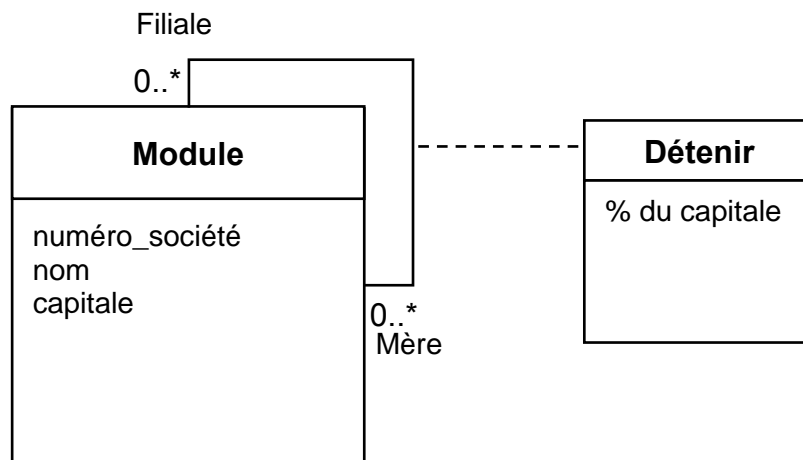 Filiale
0..*
Module
Détenir
numéro_société
nom
capitale
% du capitale
0..*
Mère